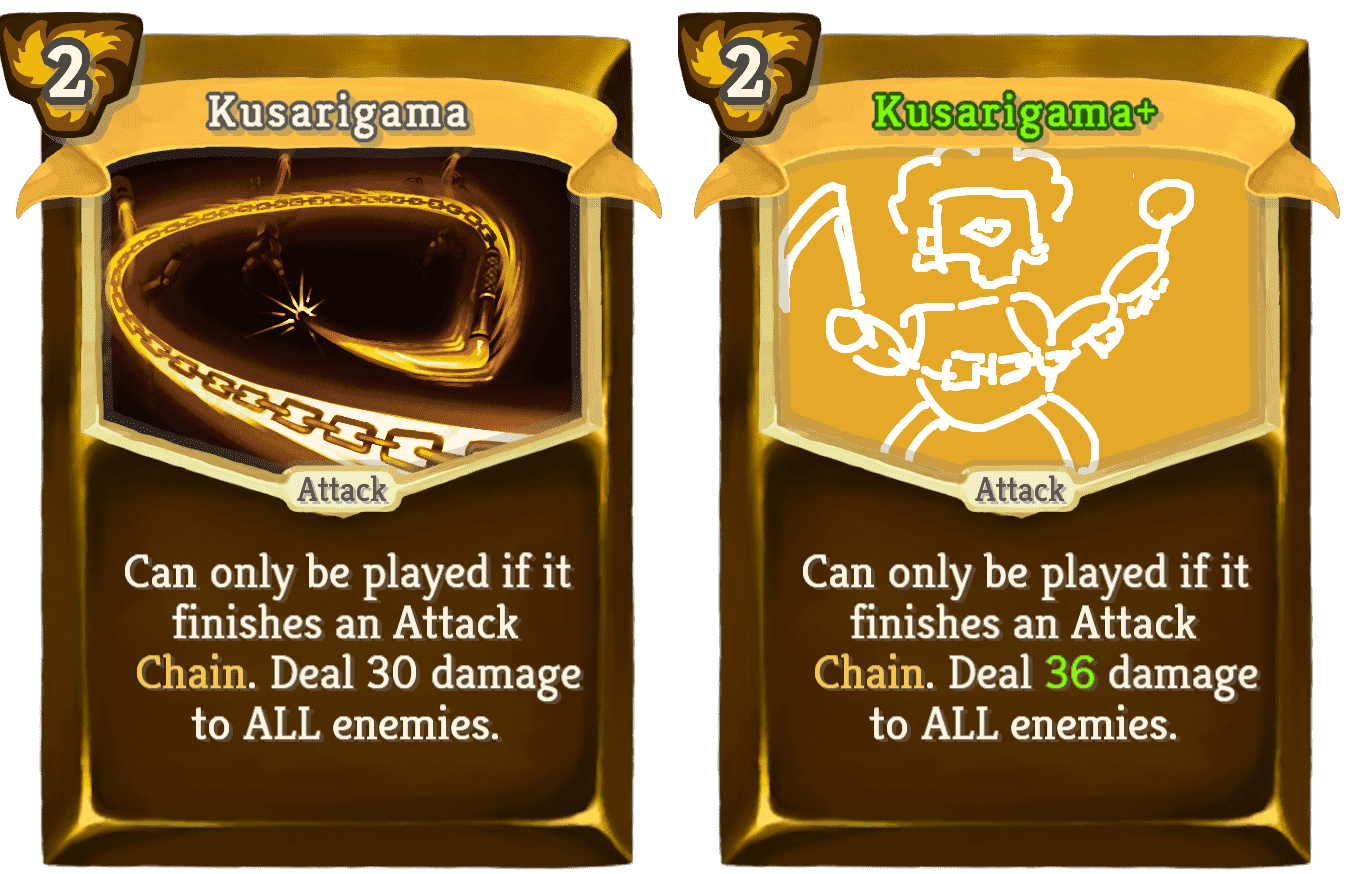 2
Kusarigama
Attack
Can only be played if it
finishes an Attack
Chain. Deal 30 damage
to ALL enemies.
2
Kusarigama+
Attack
Can only be played if it
finishes an Attack
Chain. Deal 36 damage
to ALL enemies.